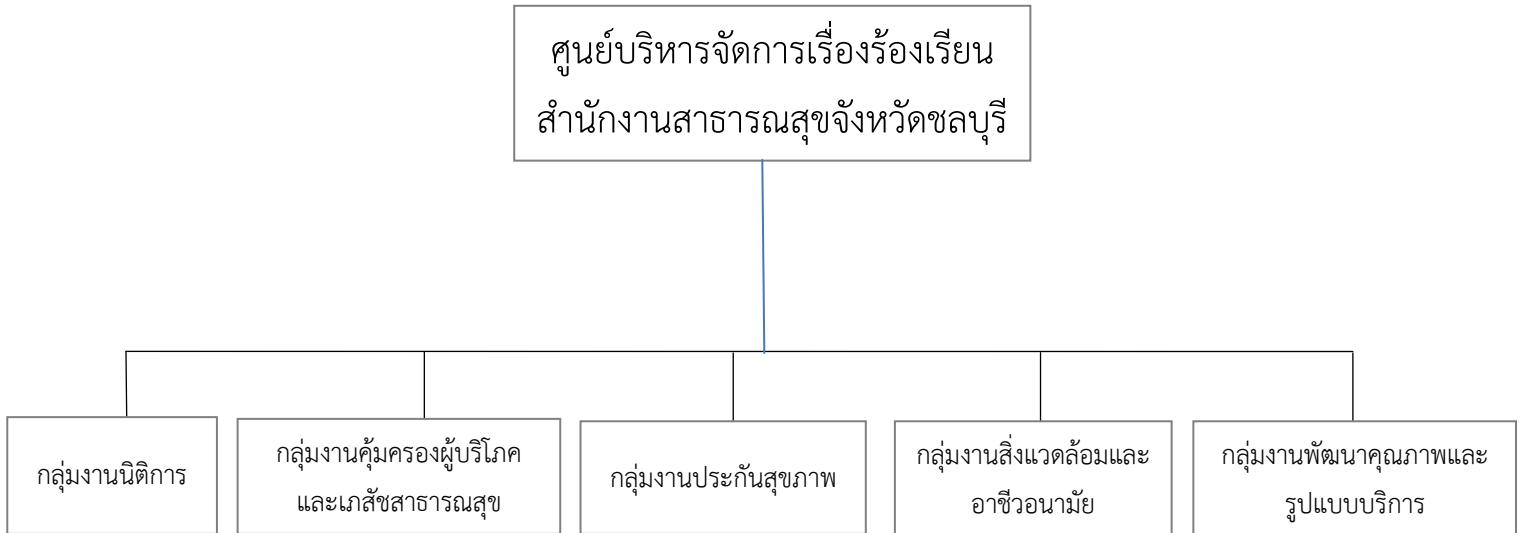 ศูนย์บริหารจัดการเรื่องร้องเรียน
สำนักงานสาธารณสุขจังหวัดชลบุรี
กลุ่มงานนิติการ
กลุ่มงานคุ้มครองผู้บริโภค
และเภสัชสาธารณสุข
กลุ่มงานประกันสุขภาพ
กลุ่มงานสิ่งแวดล้อมและ
อาชีวอนามัย
กลุ่มงานพัฒนาคุณภาพและ
รูปแบบบริการ